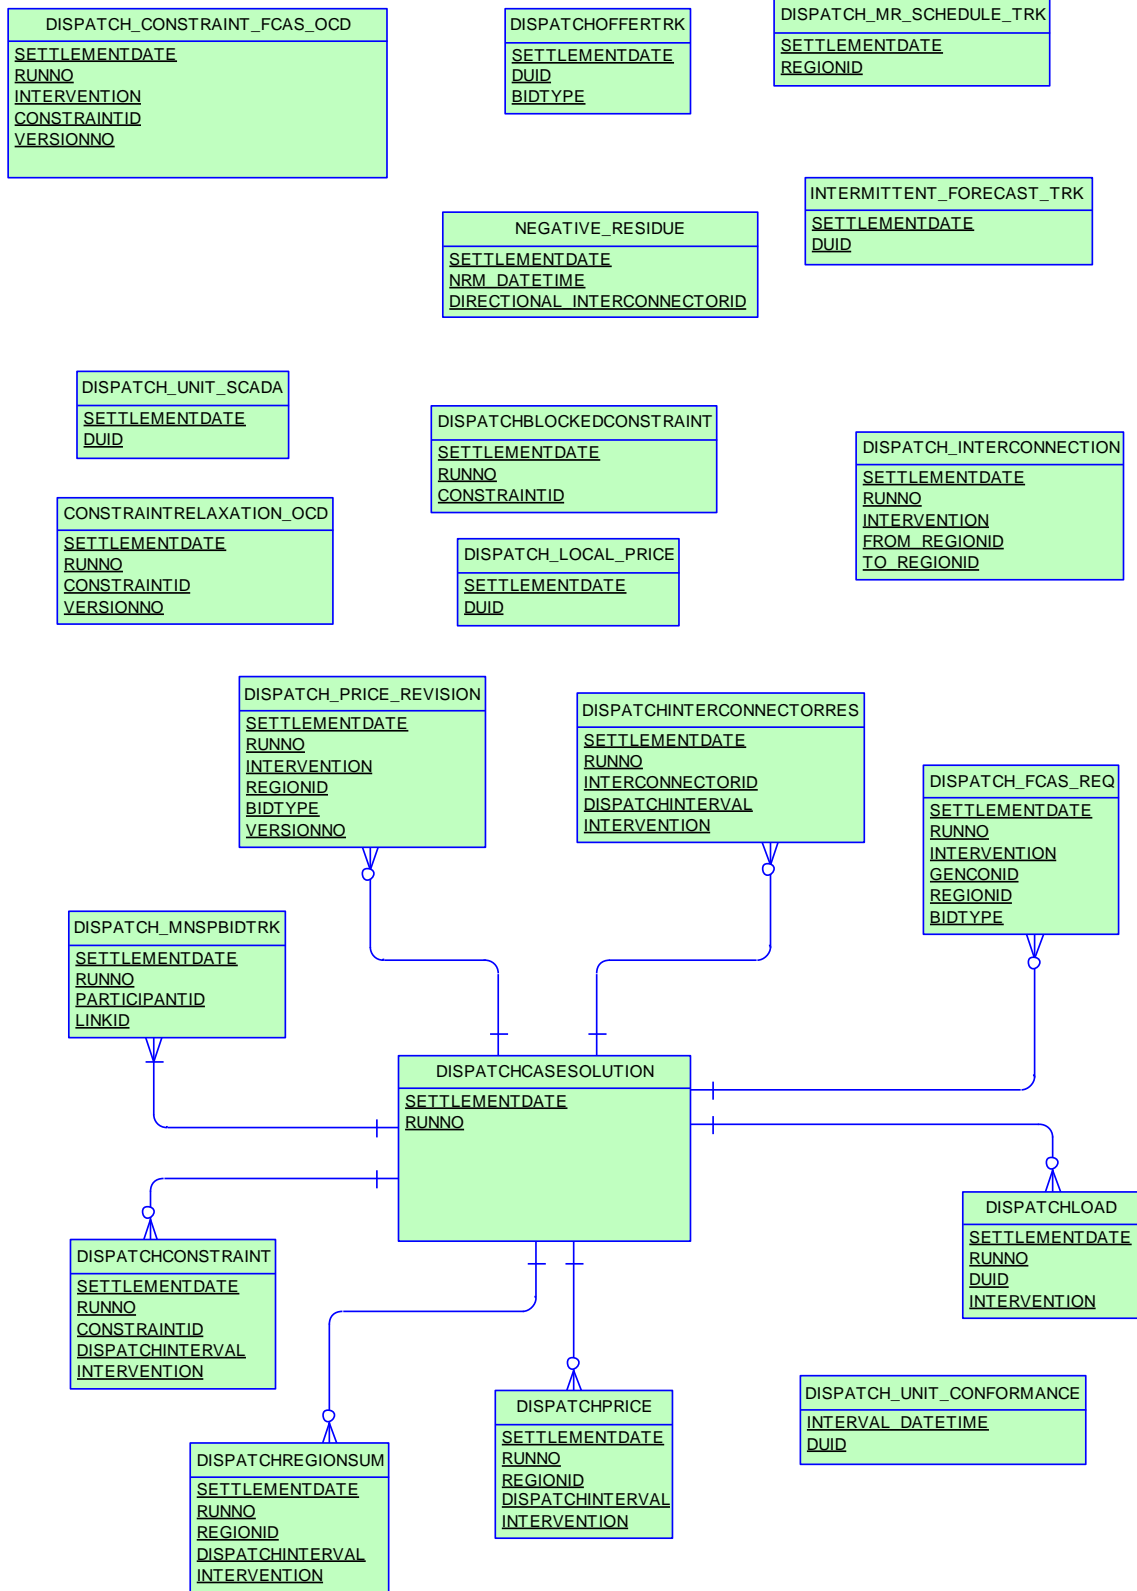 DISPATCH_CONSTRAINT_FCAS_OCD
SETTLEMENTDATE
RUNNO
INTERVENTION
CONSTRAINTID
VERSIONNO
DISPATCHOFFERTRK
SETTLEMENTDATE
DUID
BIDTYPE
DISPATCH_MR_SCHEDULE_TRK
SETTLEMENTDATE
REGIONID
INTERMITTENT_FORECAST_TRK
SETTLEMENTDATE
DUID
NEGATIVE_RESIDUE
SETTLEMENTDATE
NRM_DATETIME
DIRECTIONAL_INTERCONNECTORID
DISPATCH_UNIT_SCADA
SETTLEMENTDATE
DUID
DISPATCHBLOCKEDCONSTRAINT
SETTLEMENTDATE
RUNNO
CONSTRAINTID
DISPATCH_INTERCONNECTION
SETTLEMENTDATE
RUNNO
INTERVENTION
FROM_REGIONID
TO_REGIONID
CONSTRAINTRELAXATION_OCD
SETTLEMENTDATE
RUNNO
CONSTRAINTID
VERSIONNO
DISPATCH_LOCAL_PRICE
SETTLEMENTDATE
DUID
DISPATCH_PRICE_REVISION
SETTLEMENTDATE
RUNNO
INTERVENTION
REGIONID
BIDTYPE
VERSIONNO
DISPATCHINTERCONNECTORRES
SETTLEMENTDATE
RUNNO
INTERCONNECTORID
DISPATCHINTERVAL
INTERVENTION
DISPATCH_FCAS_REQ
SETTLEMENTDATE
RUNNO
INTERVENTION
GENCONID
REGIONID
BIDTYPE
DISPATCH_MNSPBIDTRK
SETTLEMENTDATE
RUNNO
PARTICIPANTID
LINKID
DISPATCHCASESOLUTION
SETTLEMENTDATE
RUNNO
DISPATCHLOAD
SETTLEMENTDATE
RUNNO
DUID
INTERVENTION
DISPATCHCONSTRAINT
SETTLEMENTDATE
RUNNO
CONSTRAINTID
DISPATCHINTERVAL
INTERVENTION
DISPATCH_UNIT_CONFORMANCE
INTERVAL_DATETIME
DUID
DISPATCHPRICE
SETTLEMENTDATE
RUNNO
REGIONID
DISPATCHINTERVAL
INTERVENTION
DISPATCHREGIONSUM
SETTLEMENTDATE
RUNNO
REGIONID
DISPATCHINTERVAL
INTERVENTION